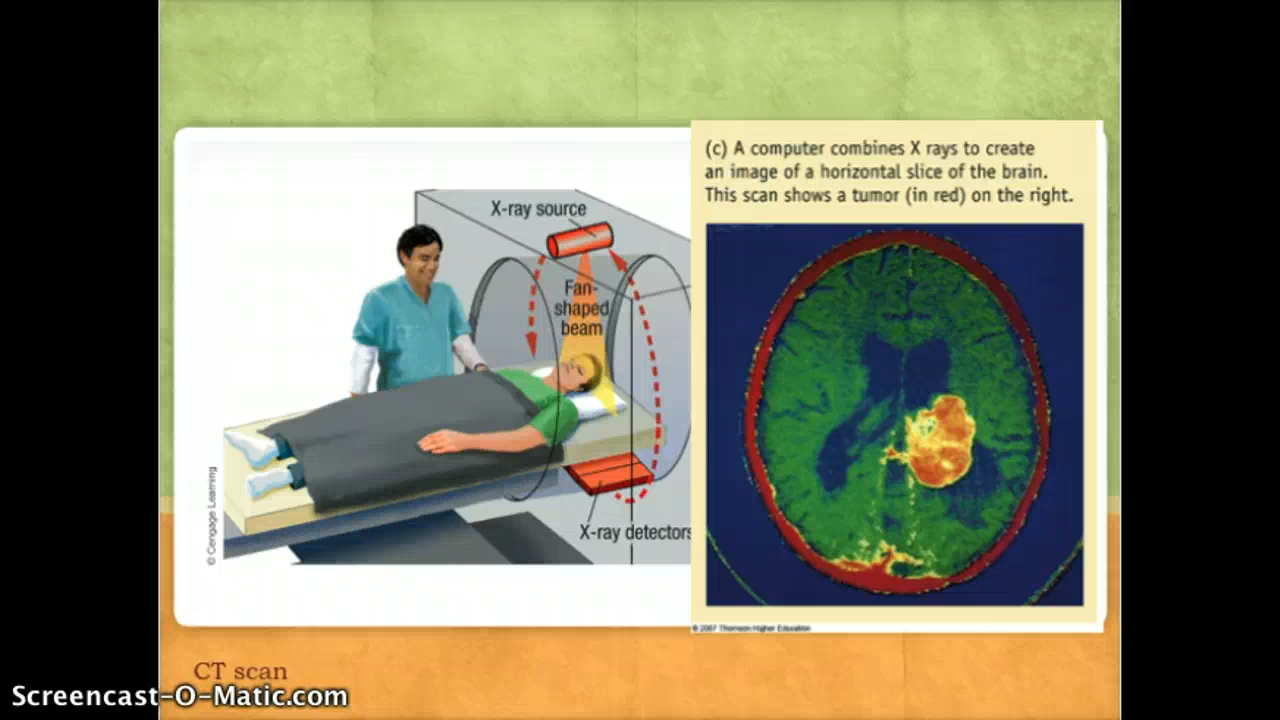 (c) A computer combines X rays to create
an image of a horizontal slice of the brain.
This scan shows a tumor (in red) on the right.
X-ray source
Fan-
shaped
beam
X-ray detectors
© Cengage Learning
© 2007 Thomson Higher Education
CT scan
Screencast-O-Matic.com